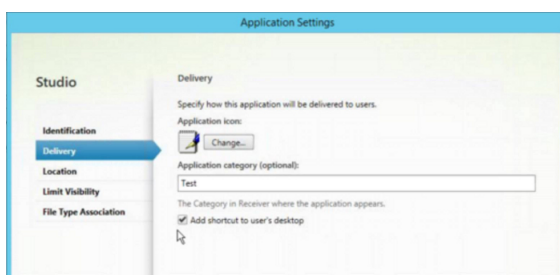 Application Settings
Studio
Identification
Delivery
Location
Limit Visibility
File Type Association
Delivery
Specify how this application will be delivered to users.
Application icon:
Change...
Application category (optional):
Test
The Category in Receiver where the application appears.
Add shortcut to user's desktop